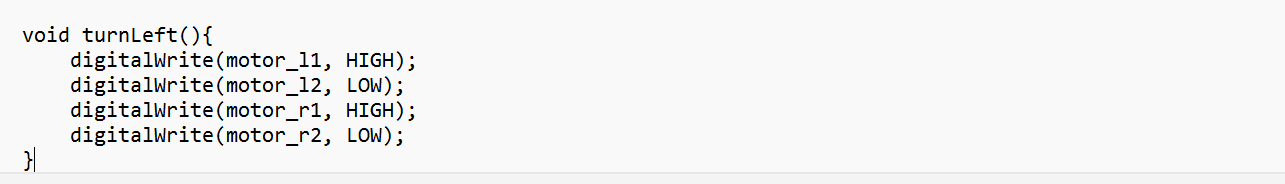 void turnLeft(){
    digitalWrite(motor_l1, HIGH);
    digitalWrite(motor_l2, LOW);
    digitalWrite(motor_r1, HIGH);
    digitalWrite(motor_r2, LOW);
}